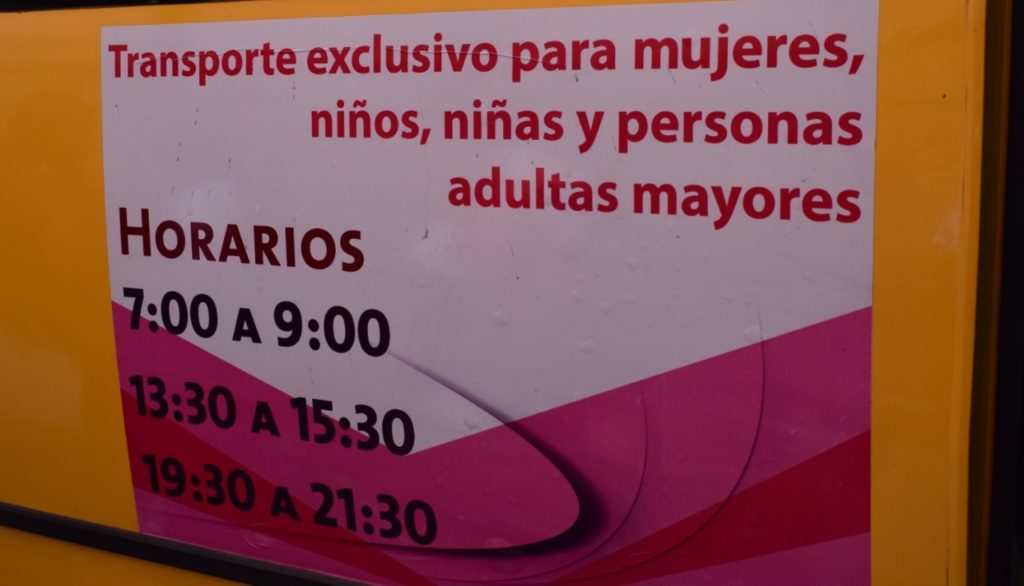 Transporte exclusivo para mujeres,
niños, niñas y personas
adultas mayores
HORARIOS
7:00 A 9:00
13:30 A 15:30
19:30 A 21:30